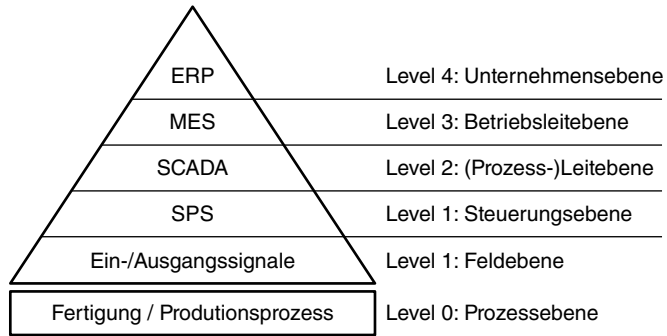 ERP Level 4: Unternehmensebene
MES Level 3: Betriebsleitebene
SCADA Level 2: (Prozess-)Leitebene
SPS Level 1: Steuerungsebene
Ein-/Ausgangssignale Level 1: Feldebene
Fertigung / Produtionsprozess Level 0: Prozessebene